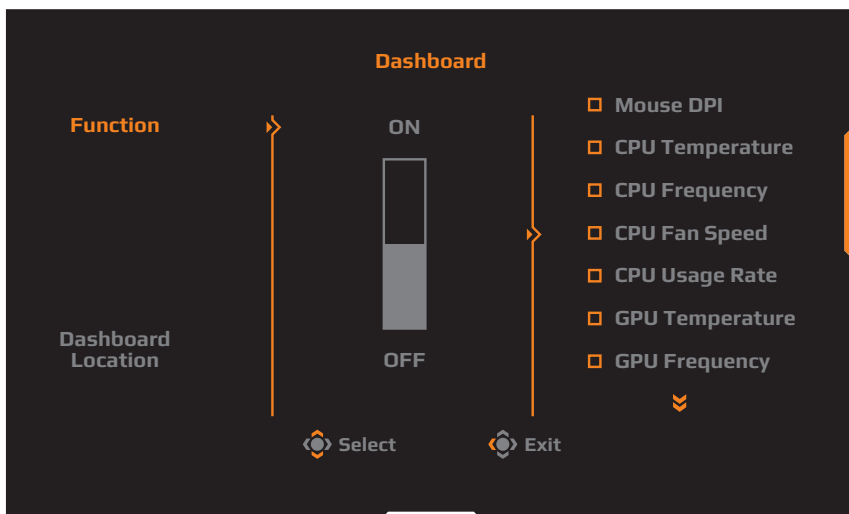 Dashboard
Function
ON
OFF
Dashboard
Location
Mouse DPI
CPU Temperature
CPU Frequency
CPU Fan Speed
CPU Usage Rate
GPU Temperature
GPU Frequency
Select
Exit